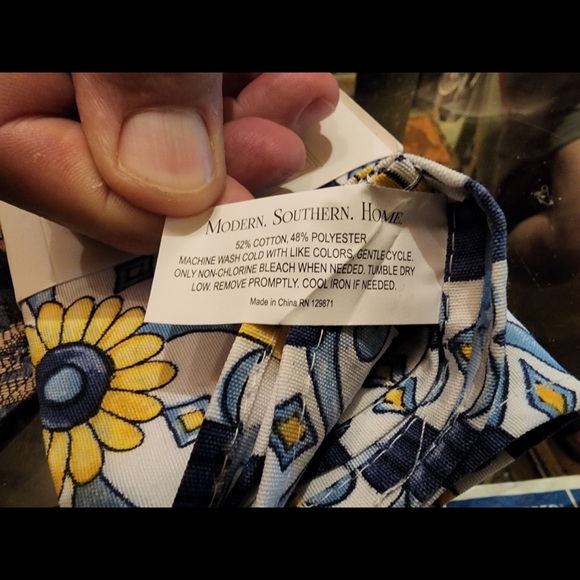 MODERN. SOUTHERN. HOME.
52% COTTON, 48% POLYESTER
MACHINE WASH COLD WITH LIKE COLORS, GENTLE CYCLE.
ONLY NON-CHLORINE BLEACH WHEN NEEDED. TUMBLE DRY
LOW. REMOVE PROMPTLY. COOL IRON IF NEEDED.
Made in China RN 129871